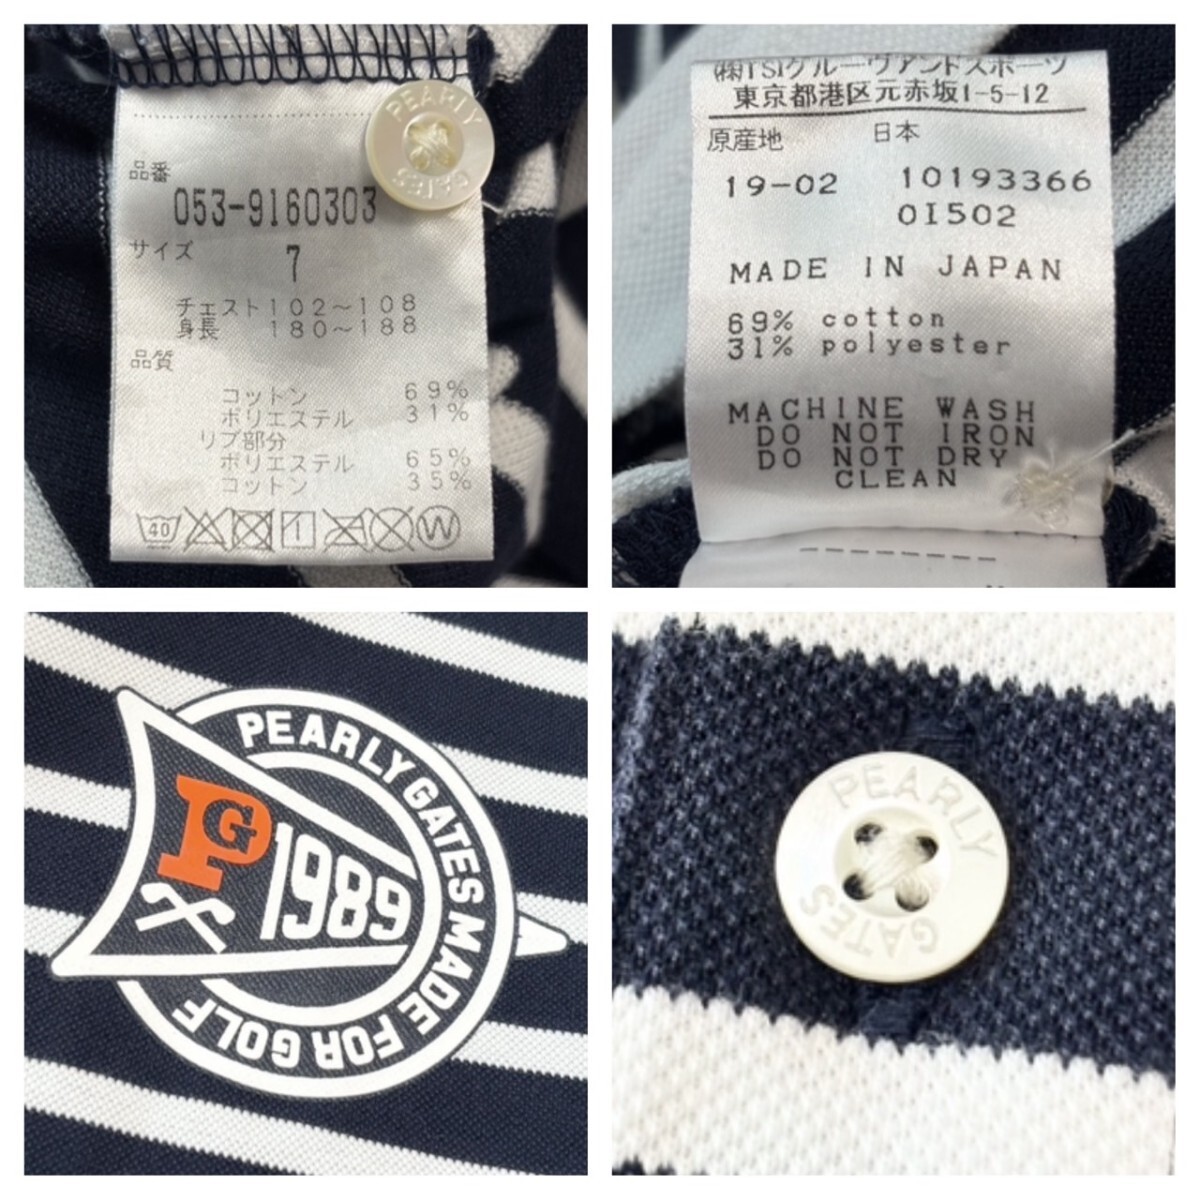 PEARLY
GATES
品番
053-9160303
サイズ
7
チェスト 102～108
身長 180～188
品質
コットン 69%
ポリエステル 31%
リブ部分
ポリエステル 65%
コットン 35%
40
W
(株)TSIグルーヴアンドスポーツ
東京都港区元赤坂1-5-12
原産地 日本
19-02 10193366
01502
MADE IN JAPAN
69% cotton
31% polyester
MACHINE WASH
DO NOT IRON
DO NOT DRY
CLEAN
PEARLY GATES MADE FOR GOLF
PG
1989
PEARLY
GATES